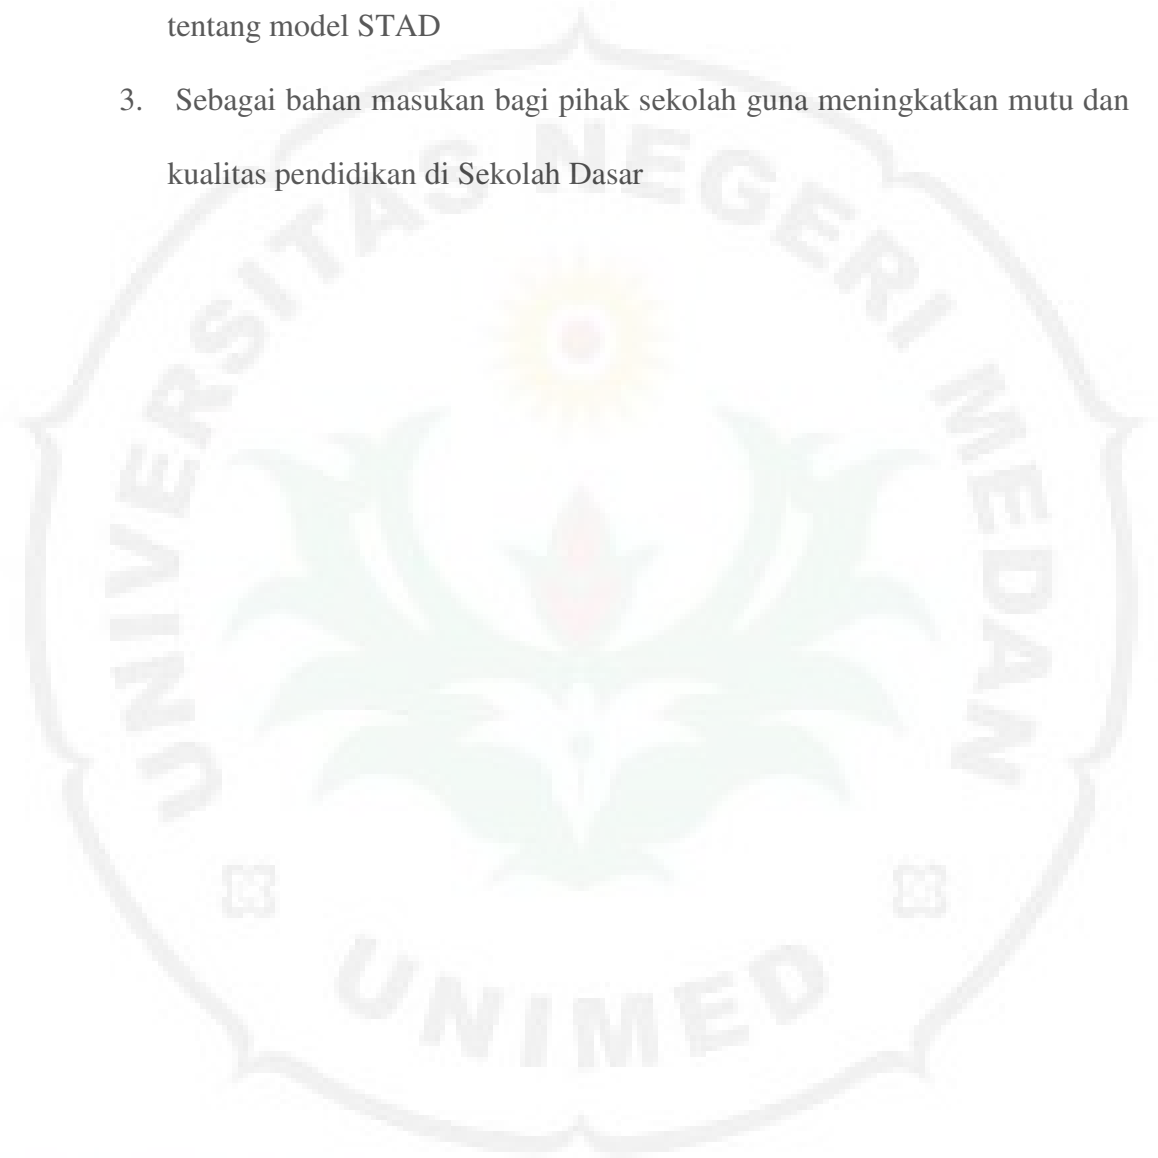 tentang model STAD
3. Sebagai bahan masukan bagi pihak sekolah guna meningkatkan mutu dan
kualitas pendidikan di Sekolah Dasar
UNIVERSITAS NEGERI MEDAN
UNIMED